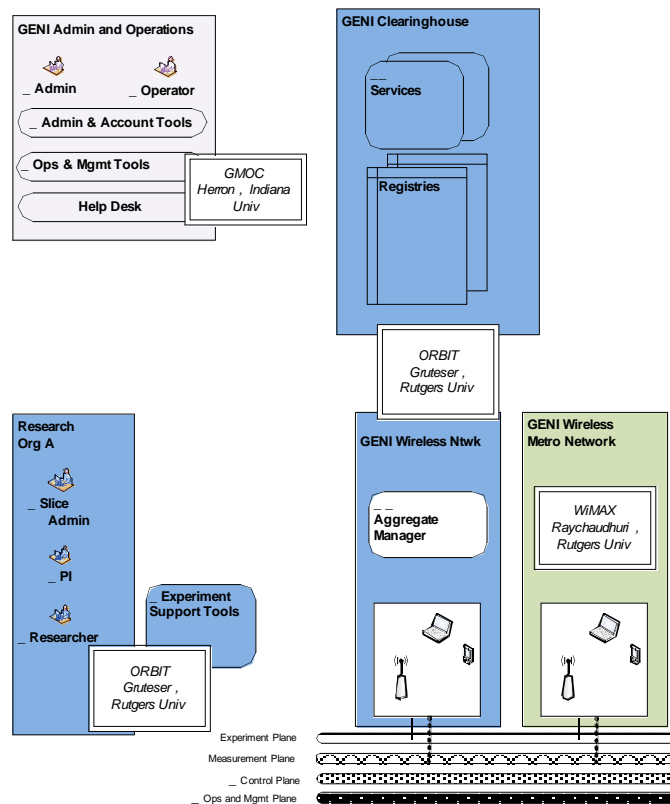 GENI Admin and Operations
_ Admin
_ Operator
_ Admin & Account Tools
_ Ops & Mgmt Tools
Help Desk
GMOC
Herron , Indiana
Univ
GENI Clearinghouse
_ _
Services
Registries
ORBIT
Gruteser ,
Rutgers Univ
Research
Org A
_ Slice
Admin
_ PI
_ Researcher
_ Experiment
Support Tools
ORBIT
Gruteser ,
Rutgers Univ
GENI Wireless Ntwk
_ _
Aggregate
Manager
GENI Wireless
Metro Network
WiMAX
Raychaudhuri ,
Rutgers Univ
Experiment Plane
Measurement Plane
_ Control Plane
_ Ops and Mgmt Plane